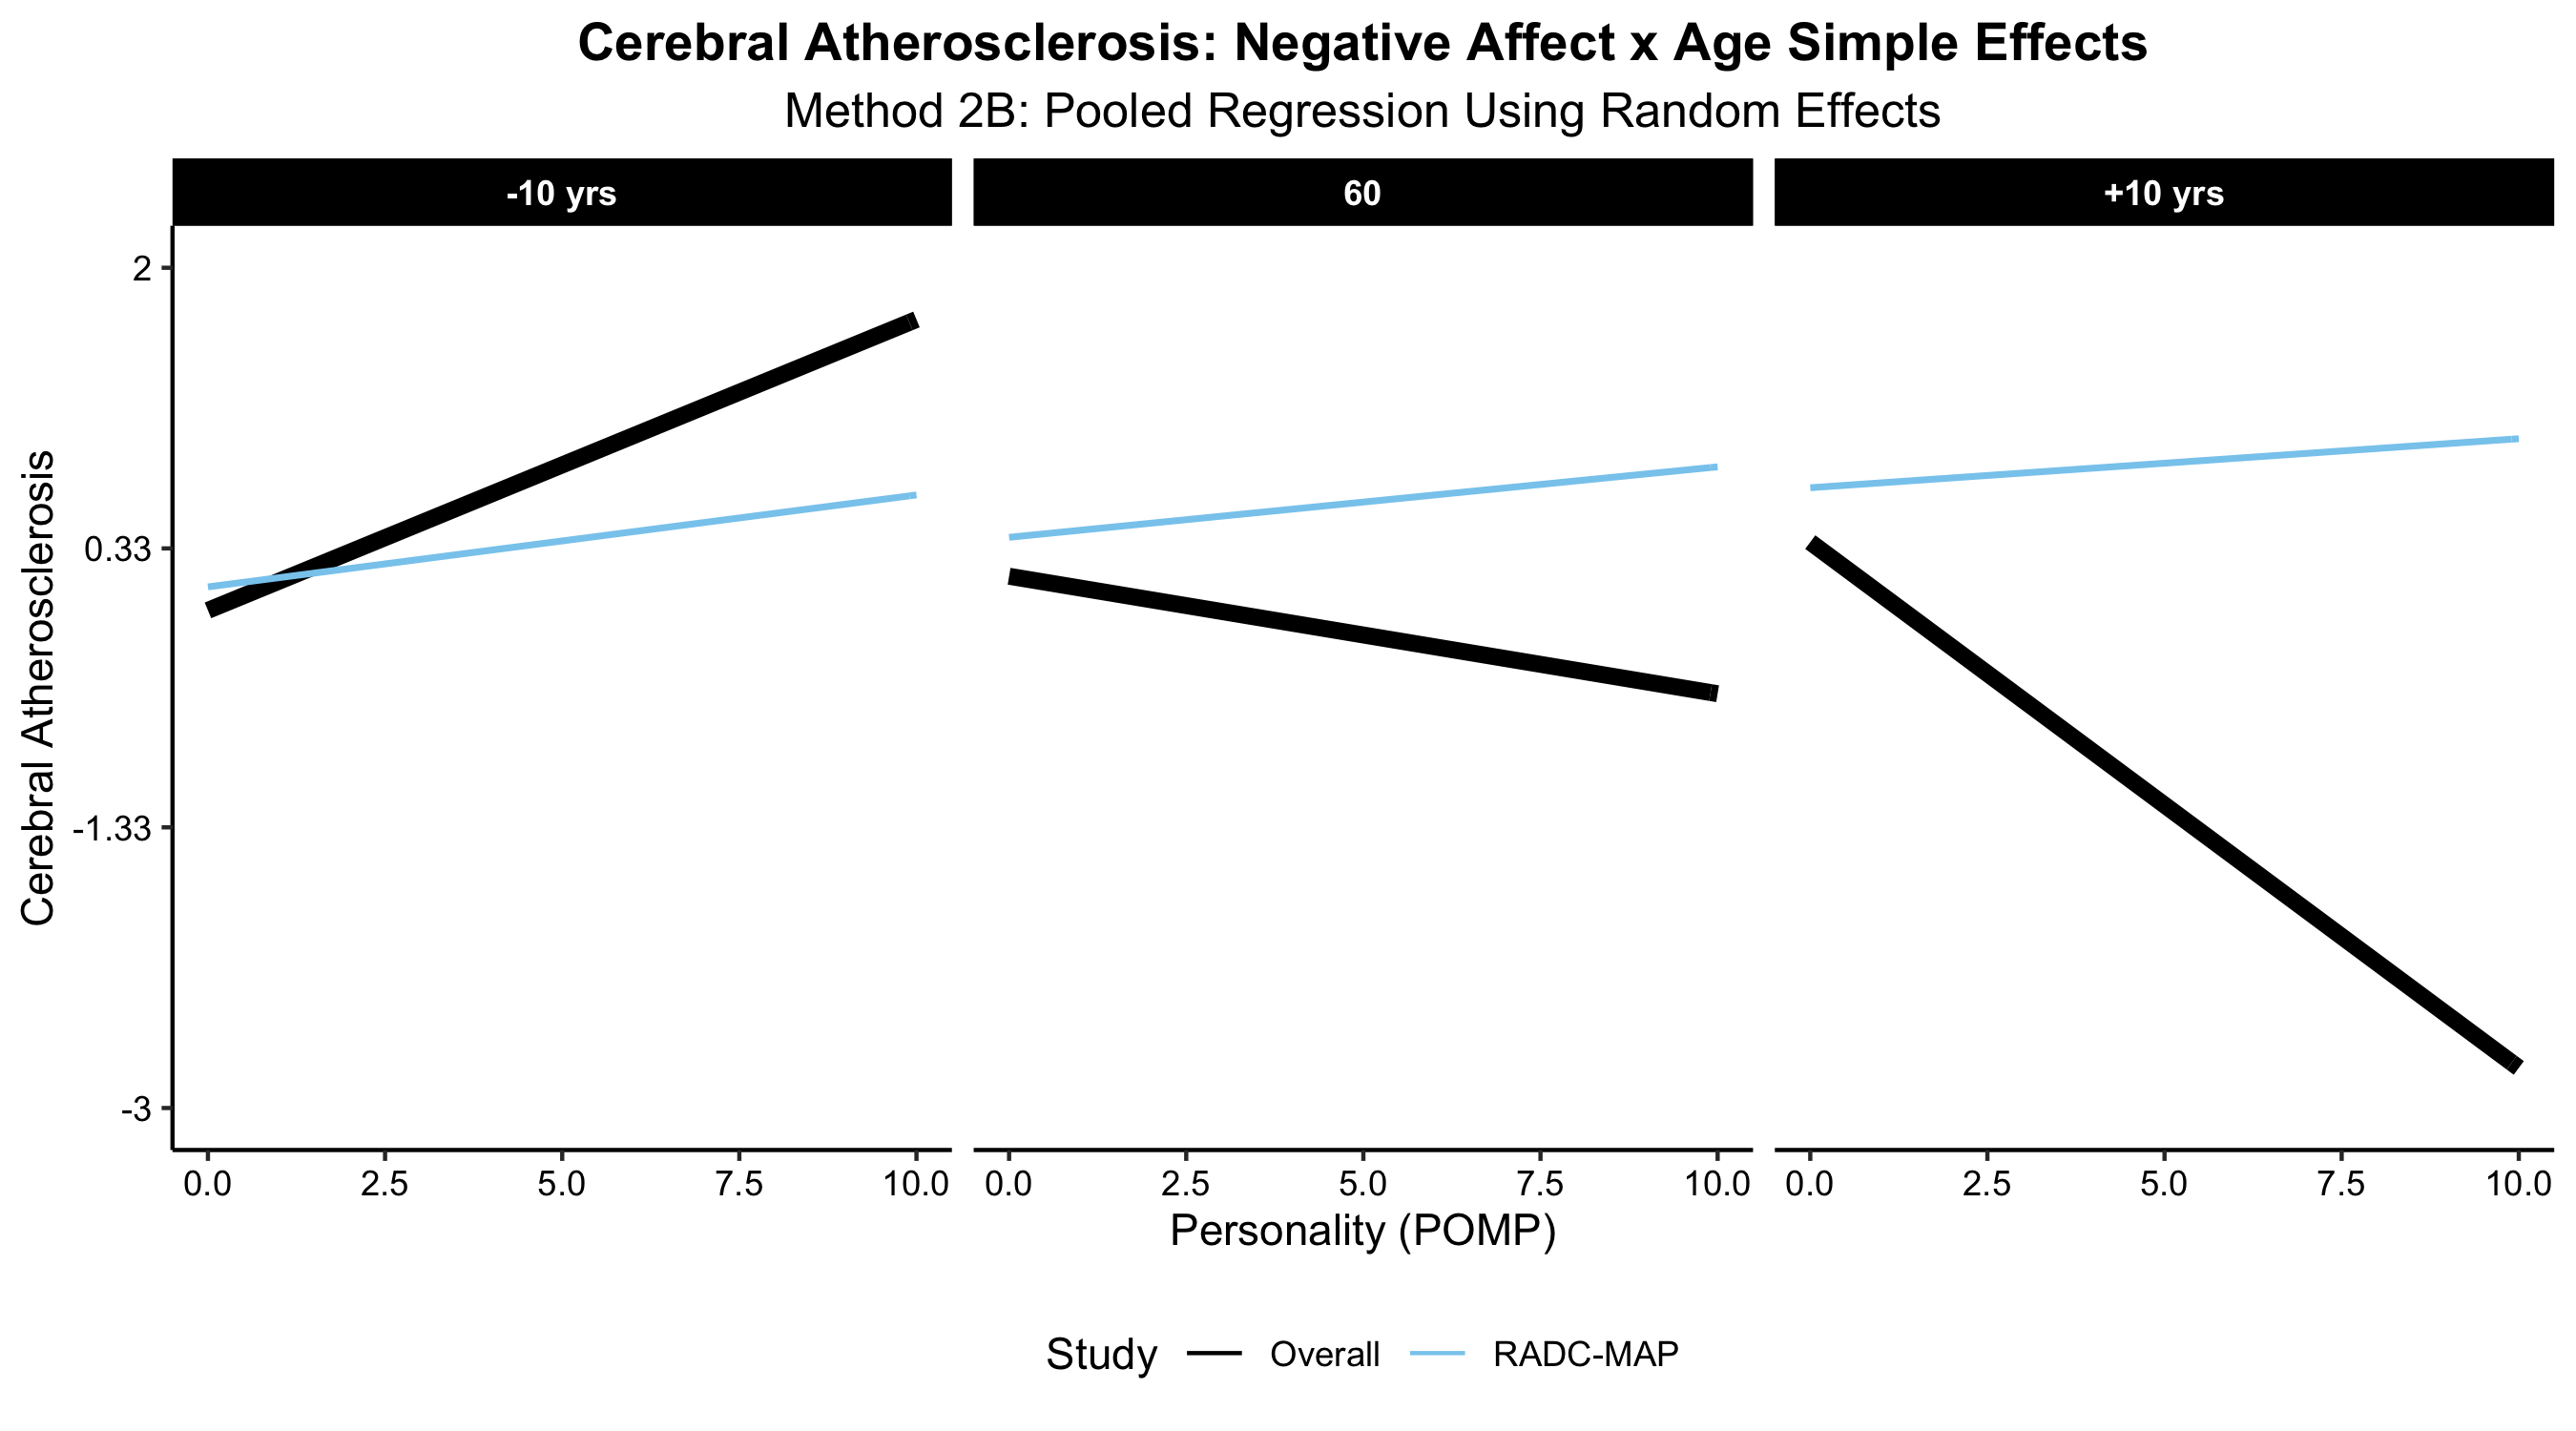 Cerebral Atherosclerosis: Negative Affect x Age Simple Effects
Method 2B: Pooled Regression Using Random Effects
-10 yrs
60
+10 yrs
Cerebral Atherosclerosis
2
0.33
-1.33
-3
0.0 2.5 5.0 7.5 10.0
0.0 2.5 5.0 7.5 10.0
0.0 2.5 5.0 7.5 10.0
Personality (POMP)
Study Overall RADC-MAP